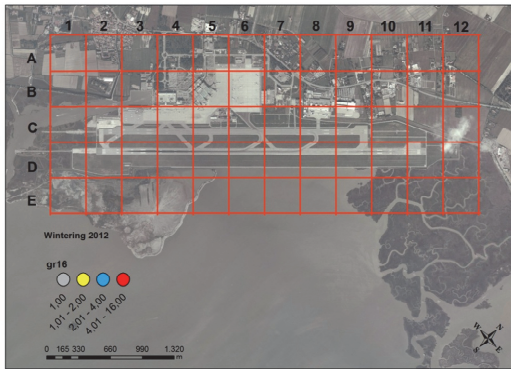 1 2 3 4 5 6 7 8 9 10 11 12
A
B
C
D
E
Wintering 2012
gr16
1,00
1,01 - 2,00
2,01 - 4,00
4,01 - 16,00
0 165 330 660 990 1.320
m
N
W
E
S